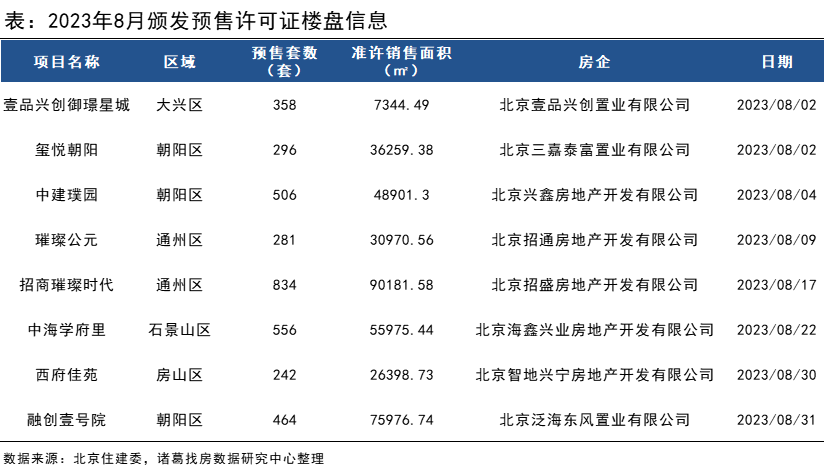 表：2023年8月颁发预售许可证楼盘信息
项目名称 区域 预售套数（套） 准许销售面积（㎡） 房企 日期
壹品兴创御璟星城 大兴区 358 7344.49 北京壹品兴创置业有限公司 2023/08/02
玺悦朝阳 朝阳区 296 36259.38 北京三嘉泰富置业有限公司 2023/08/02
中建璞园 朝阳区 506 48901.3 北京兴鑫房地产开发有限公司 2023/08/04
璀璨公元 通州区 281 30970.56 北京招通房地产开发有限公司 2023/08/09
招商璀璨时代 通州区 834 90181.58 北京招盛房地产开发有限公司 2023/08/17
中海学府里 石景山区 556 55975.44 北京海鑫兴业房地产开发有限公司 2023/08/22
西府佳苑 房山区 242 26398.73 北京智地兴宁房地产开发有限公司 2023/08/30
融创壹号院 朝阳区 464 75976.74 北京泛海东风置业有限公司 2023/08/31
数据来源：北京住建委，诸葛找房数据研究中心整理